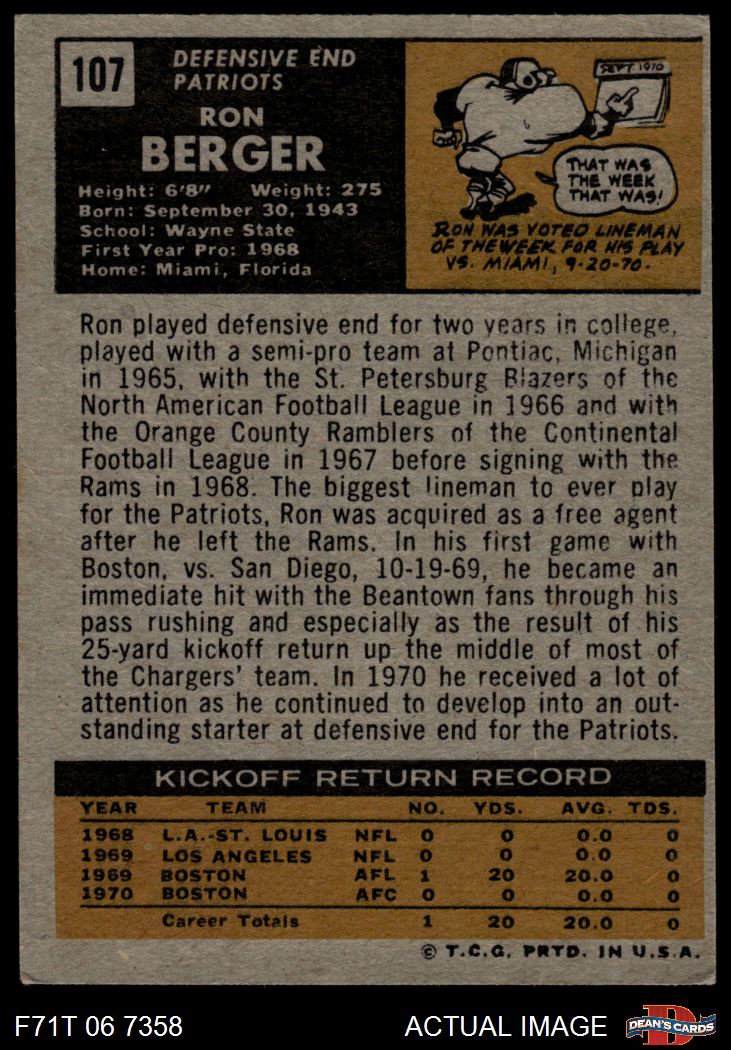 107
DEFENSIVE END
PATRIOTS
RON
BERGER
Height: 6'8" Weight: 275
Born: September 30, 1943
School: Wayne State
First Year Pro: 1968
Home: Miami, Florida
SEPT. 1970
THAT WAS
THE WEEK
THAT WAS!
RON WAS VOTED LINEMAN
OF THE WEEK FOR HIS PLAY
VS. MIAMI, 9-20-70.
Ron played defensive end for two years in college,
played with a semi-pro team at Pontiac, Michigan
in 1965, with the St. Petersburg Blazers of the
North American Football League in 1966 and with
the Orange County Ramblers of the Continental
Football League in 1967 before signing with the
Rams in 1968. The biggest lineman to ever play
for the Patriots, Ron was acquired as a free agent
after he left the Rams. In his first game with
Boston, vs. San Diego, 10-19-69, he became an
immediate hit with the Beantown fans through his
pass rushing and especially as the result of his
25-yard kickoff return up the middle of most of
the Chargers' team. In 1970 he received a lot of
attention as he continued to develop into an out-
standing starter at defensive end for the Patriots.
KICKOFF RETURN RECORD
YEAR TEAM NO. YDS. AVG. TDS.
1968 L.A.-ST. LOUIS NFL 0 0 0.0 0
1969 LOS ANGELES NFL 0 0 0.0 0
1969 BOSTON AFL 1 20 20.0 0
1970 BOSTON AFC 0 0 0.0 0
Career Totals 1 20 20.0 0
© T.C.G. PRTD. IN U.S.A.
F71T 06 7358 ACTUAL IMAGE DEAN'S CARDS